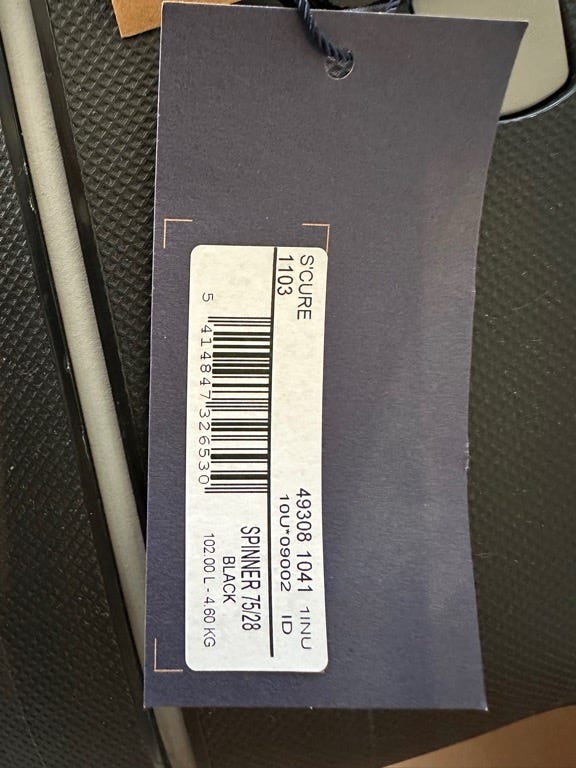 S'CURE
1103
49308 1041 1INU
10U*09002 ID
5 414847 326530
SPINNER 75/28
BLACK
102.00 L - 4.60 KG